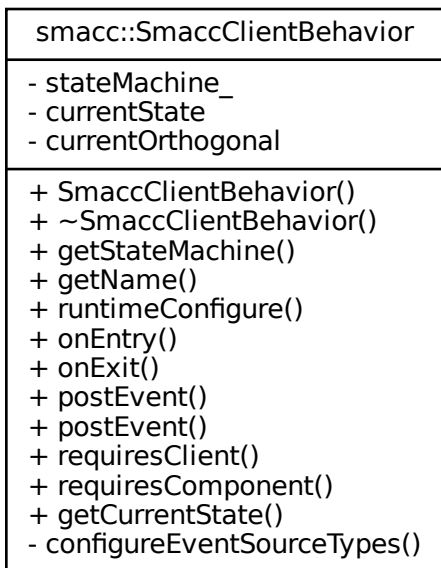 smacc::SmaccClientBehavior
- stateMachine_
- currentState
- currentOrthogonal
+ SmaccClientBehavior()
+ ~SmaccClientBehavior()
+ getStateMachine()
+ getName()
+ runtimeConfigure()
+ onEntry()
+ onExit()
+ postEvent()
+ postEvent()
+ requiresClient()
+ requiresComponent()
+ getCurrentState()
- configureEventSourceTypes()